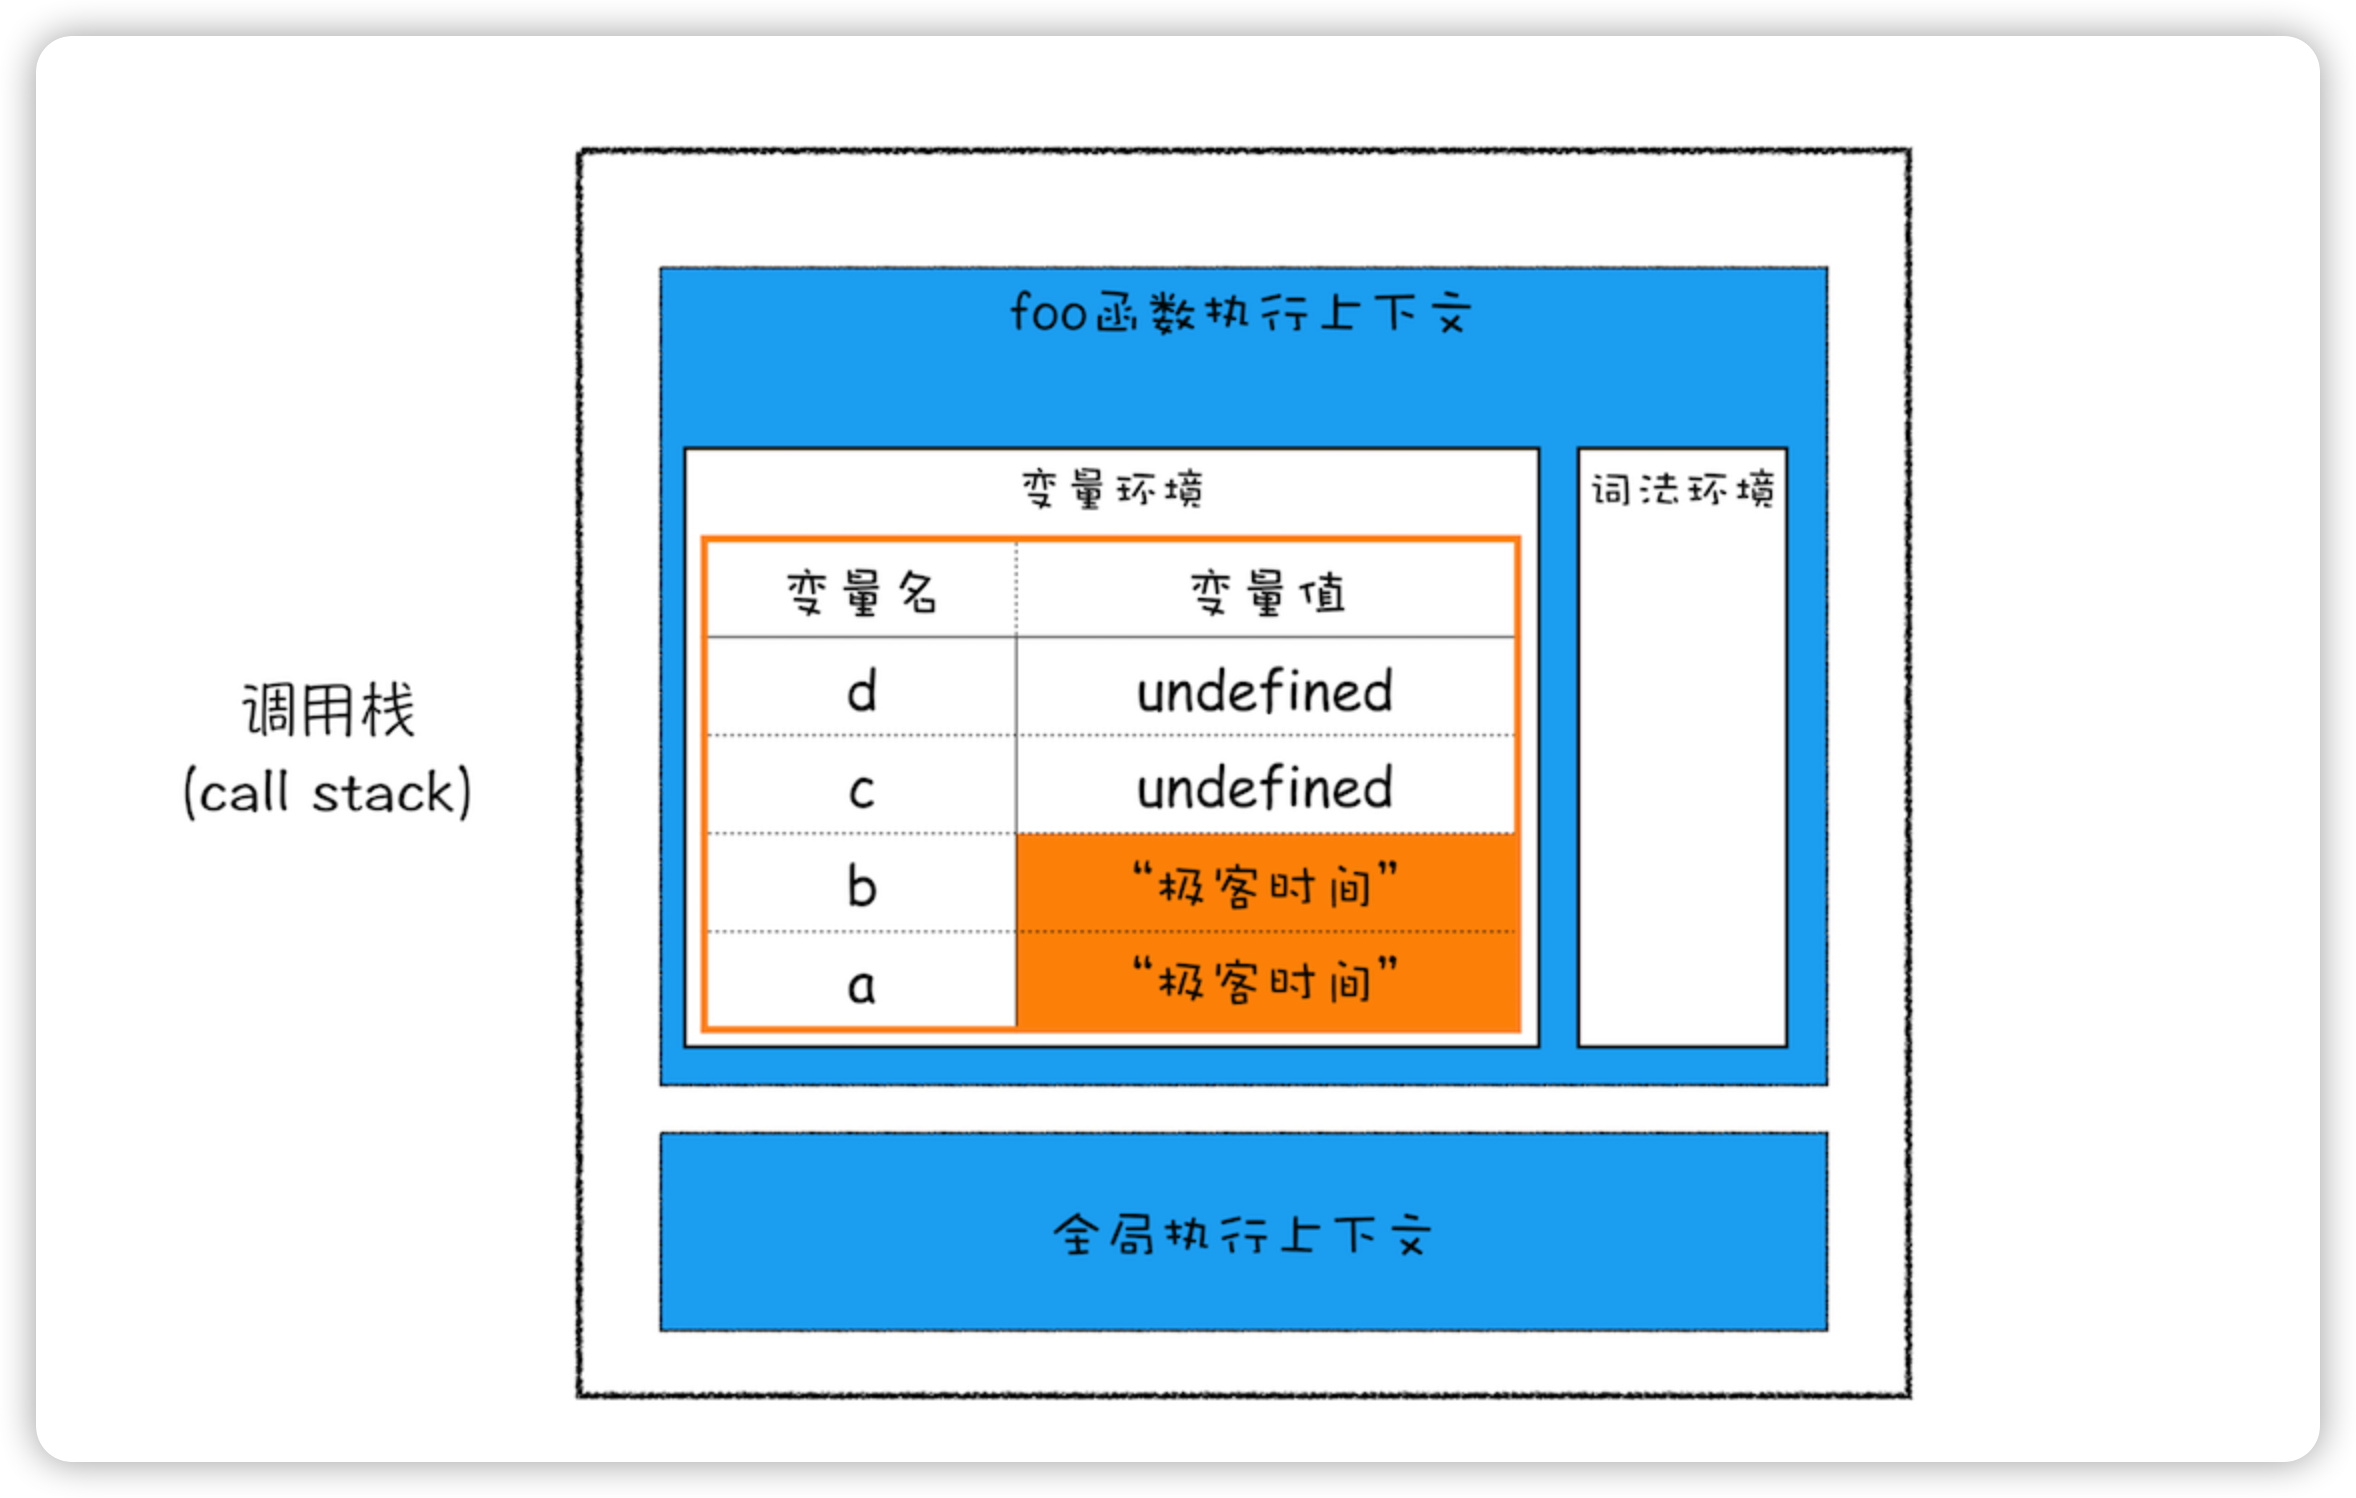 调用栈
(call stack)
foo函数执行上下文
变量环境
变量名 变量值
d undefined
c undefined
b “极客时间”
a “极客时间”
词法环境
全局执行上下文